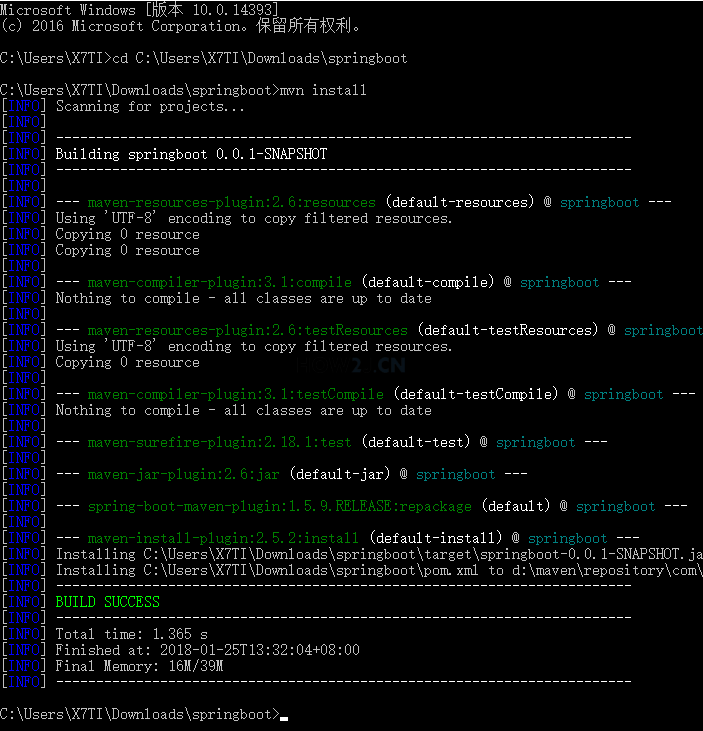 Microsoft Windows [版本 10.0.14393]
(c) 2016 Microsoft Corporation。保留所有权利。
C:\Users\X7TI>cd C:\Users\X7TI\Downloads\springboot
C:\Users\X7TI\Downloads\springboot>mvn install
[INFO] Scanning for projects...
[INFO]
[INFO] ------------------------------------------------------------------------
[INFO] Building springboot 0.0.1-SNAPSHOT
[INFO] ------------------------------------------------------------------------
[INFO]
[INFO] --- maven-resources-plugin:2.6:resources (default-resources) @ springboot ---
[INFO] Using 'UTF-8' encoding to copy filtered resources.
[INFO] Copying 0 resource
[INFO] Copying 0 resource
[INFO]
[INFO] --- maven-compiler-plugin:3.1:compile (default-compile) @ springboot ---
[INFO] Nothing to compile - all classes are up to date
[INFO]
[INFO] --- maven-resources-plugin:2.6:testResources (default-testResources) @ springboot
[INFO] Using 'UTF-8' encoding to copy filtered resources.
[INFO] Copying 0 resource
[INFO]
[INFO] --- maven-compiler-plugin:3.1:testCompile (default-testCompile) @ springboot ---
[INFO] Nothing to compile - all classes are up to date
[INFO]
[INFO] --- maven-surefire-plugin:2.18.1:test (default-test) @ springboot ---
[INFO]
[INFO] --- maven-jar-plugin:2.6:jar (default-jar) @ springboot ---
[INFO]
[INFO] --- spring-boot-maven-plugin:1.5.9.RELEASE:repackage (default) @ springboot ---
[INFO]
[INFO] --- maven-install-plugin:2.5.2:install (default-install) @ springboot ---
[INFO] Installing C:\Users\X7TI\Downloads\springboot\target\springboot-0.0.1-SNAPSHOT.ja
[INFO] Installing C:\Users\X7TI\Downloads\springboot\pom.xml to d:\maven\repository\com\
[INFO] ------------------------------------------------------------------------
[INFO] BUILD SUCCESS
[INFO] ------------------------------------------------------------------------
[INFO] Total time: 1.365 s
[INFO] Finished at: 2018-01-25T13:32:04+08:00
[INFO] Final Memory: 16M/39M
[INFO] ------------------------------------------------------------------------
C:\Users\X7TI\Downloads\springboot>